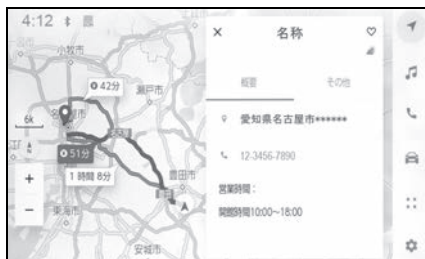 4:12
小牧市
42分
瀬戸市
6k
51分
1 時間 8分
豊田市
東海市
安城市
名称
概要
その他
愛知県名古屋市******
12-3456-7890
営業時間：
開館時間10:00～18:00